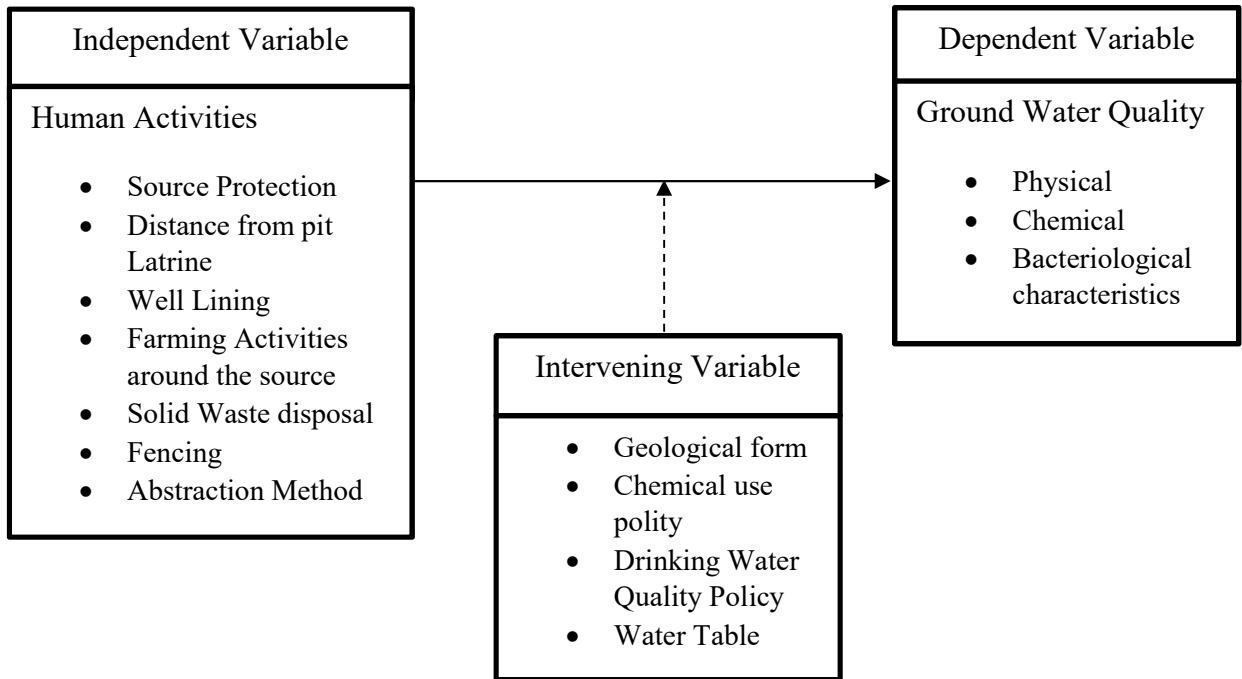 Independent Variable
Human Activities
• Source Protection
• Distance from pit
Latrine
• Well Lining
• Farming Activities
around the source
• Solid Waste disposal
• Fencing
• Abstraction Method
Dependent Variable
Ground Water Quality
• Physical
• Chemical
• Bacteriological
characteristics
Intervening Variable
• Geological form
• Chemical use
polity
• Drinking Water
Quality Policy
• Water Table